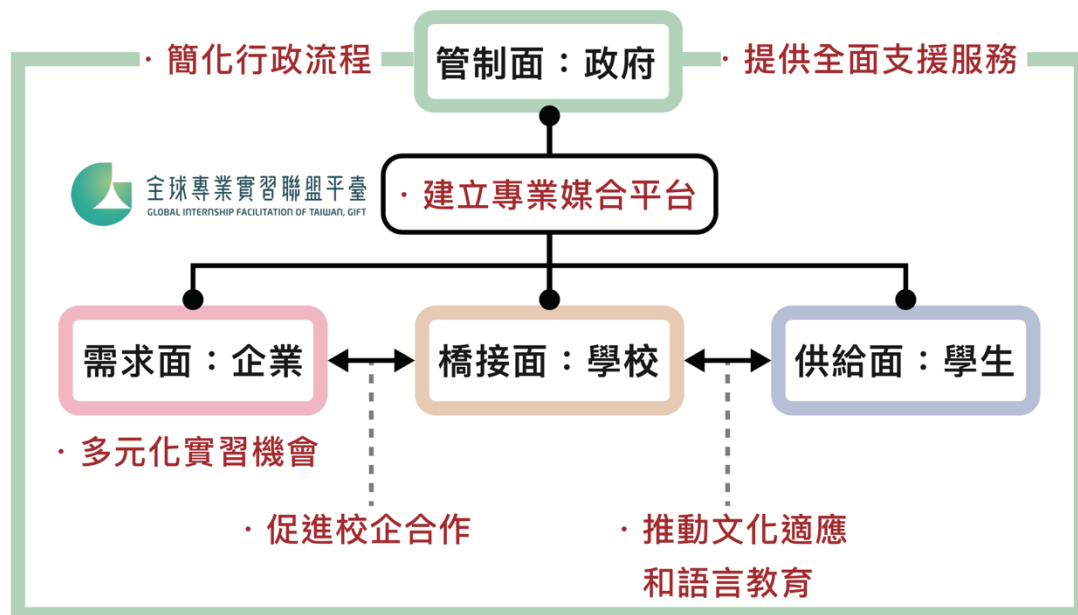 · 簡化行政流程
管制面：政府
· 提供全面支援服務
全球專業實習聯盟平臺
GLOBAL INTERNSHIP FACILITATION OF TAIWAN, GIFT
· 建立專業媒合平台
需求面：企業
橋接面：學校
供給面：學生
· 多元化實習機會
· 促進校企合作
· 推動文化適應
和語言教育